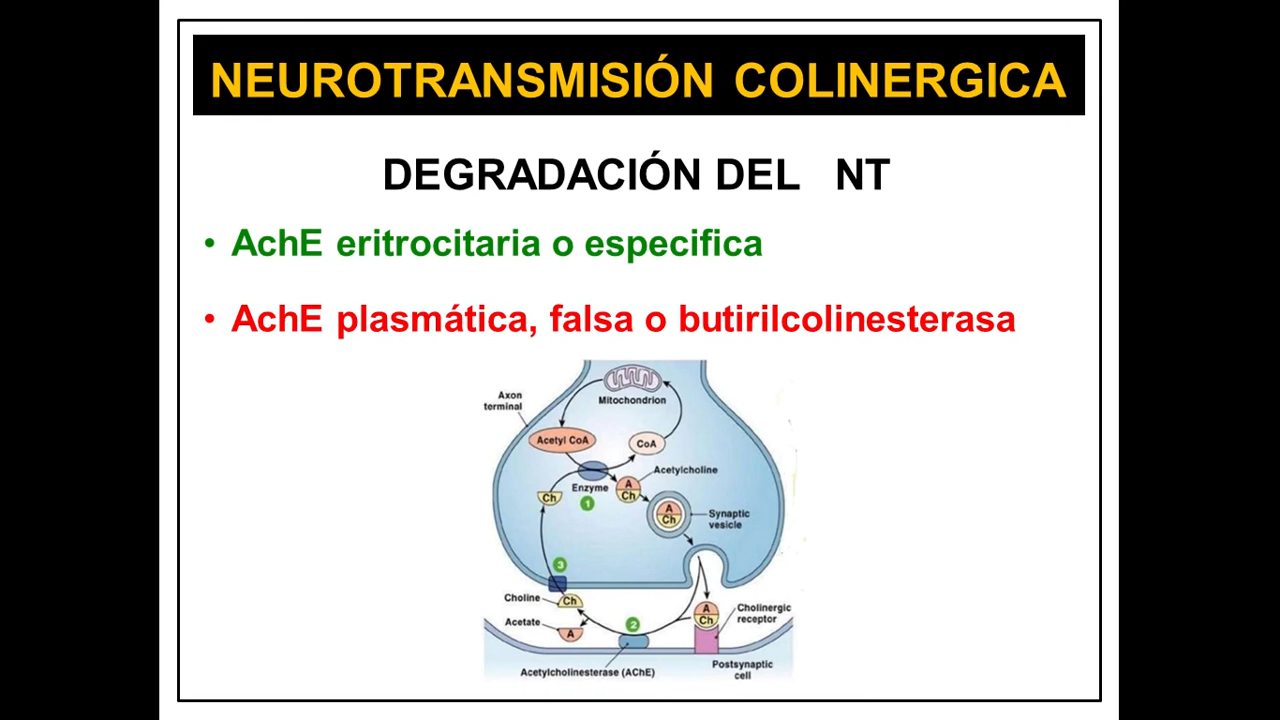 NEUROTRANSMISIÓN COLINERGICA
DEGRADACIÓN DEL NT
• AchE eritrocitaria o especifica
• AchE plasmática, falsa o butirilcolinesterasa
Mitochondrion
Axon
terminal
Acetyl CoA
CoA
Acetylcholine
Enzyme
A
Ch
Ch
1
A
Ch
Synaptic
vesicle
3
Choline
Ch
Acetate
A
2
A
Ch
Cholinergic
receptor
Acetylcholinesterase (AChE)
Postsynaptic
cell